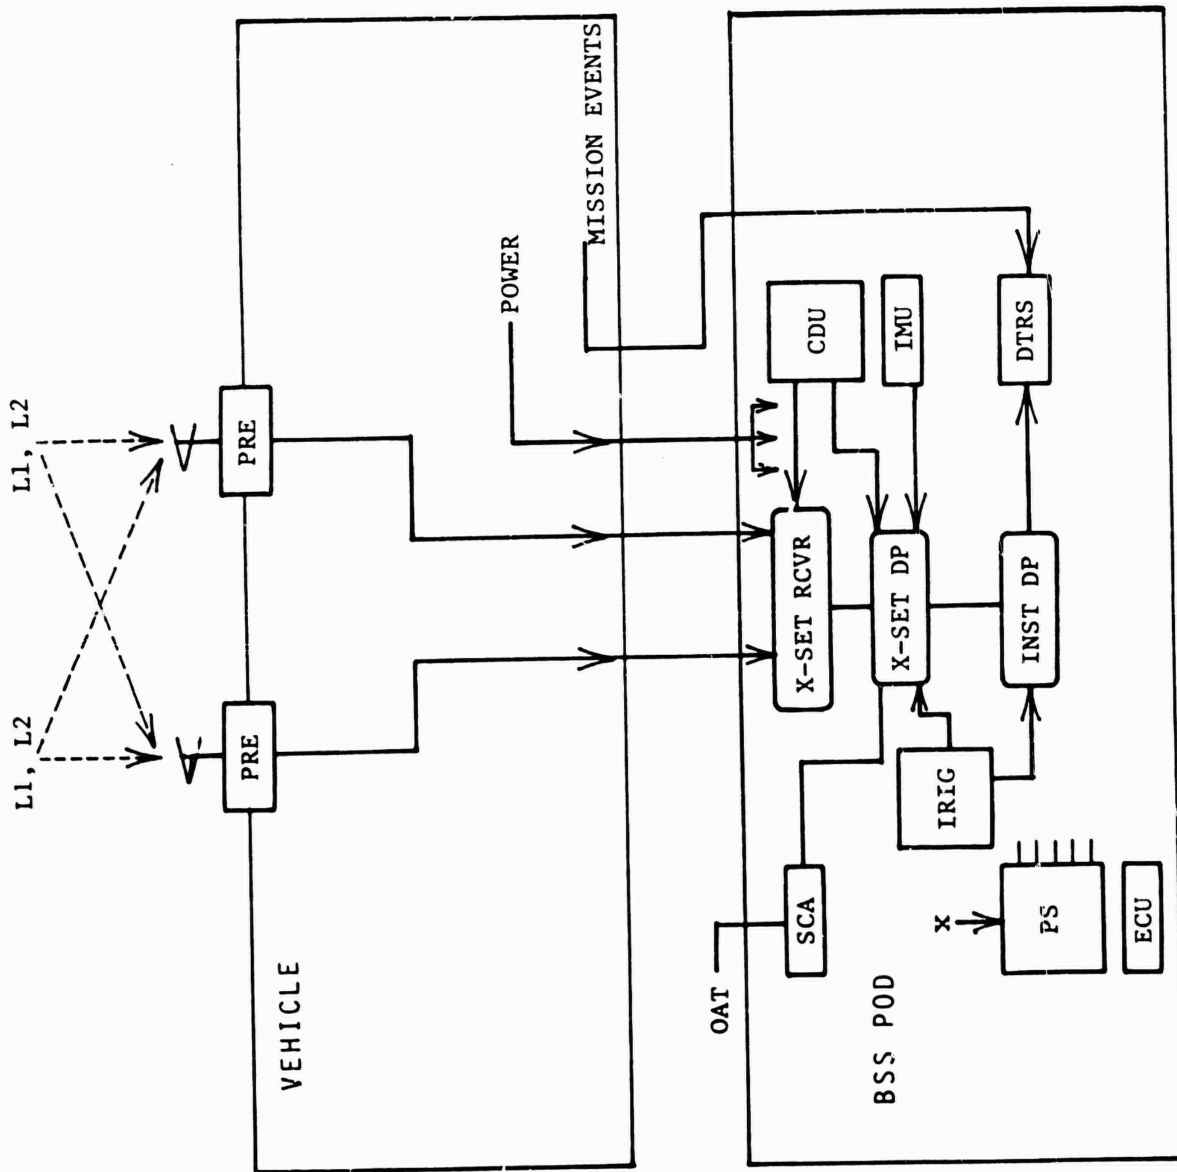 L1, L2
L1, L2
PRE
PRE
VEHICLE
POWER
MISSION EVENTS
OAT
SCA
X-SET RCVR
CDU
IMU
X-SET DP
IRIG
INST DP
DTRS
X
PS
ECU
BSS POD